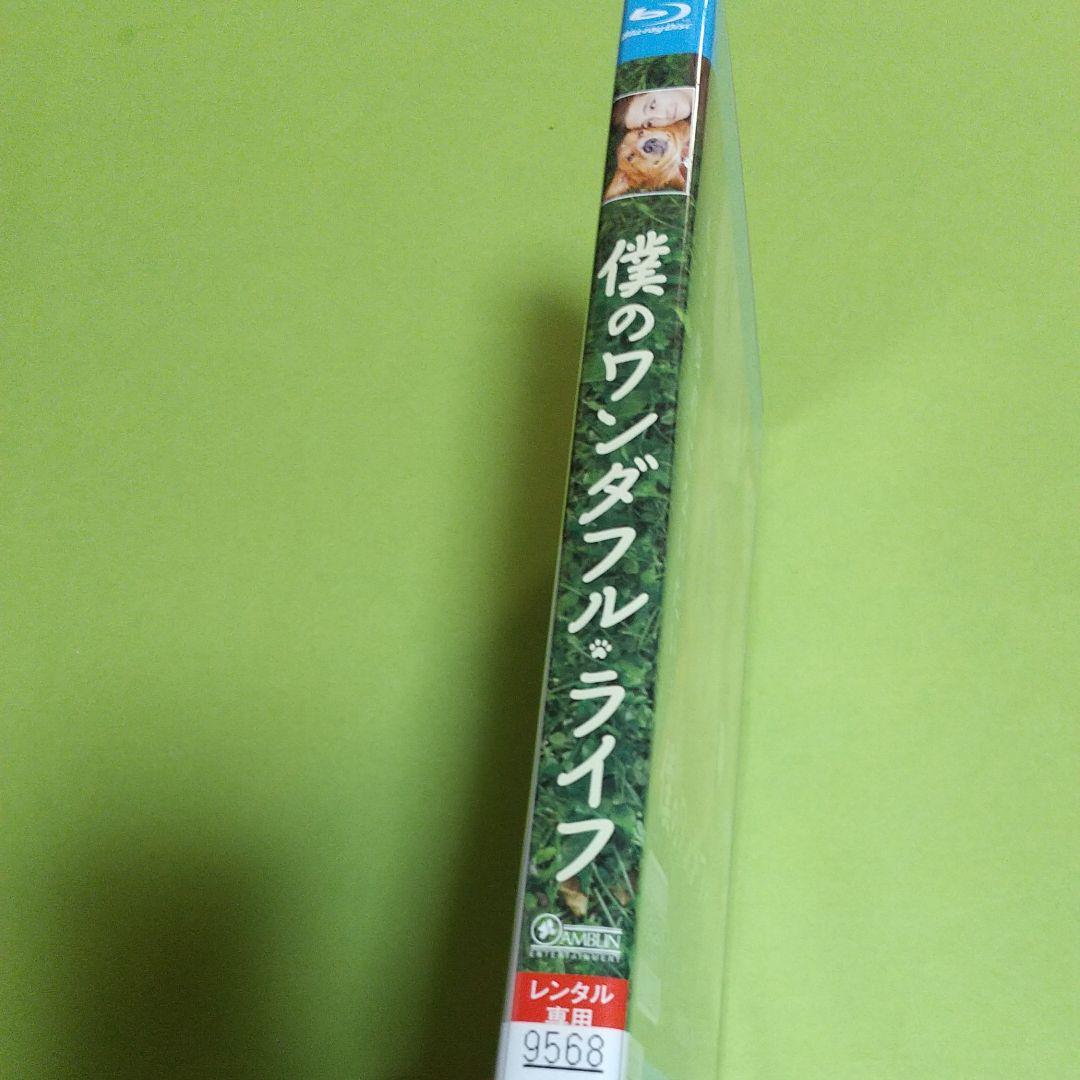 Blu-ray Disc
僕のワンダフル・ライフ
AMBLIN
ENTERTAINMENT
レンタル
専用
9568